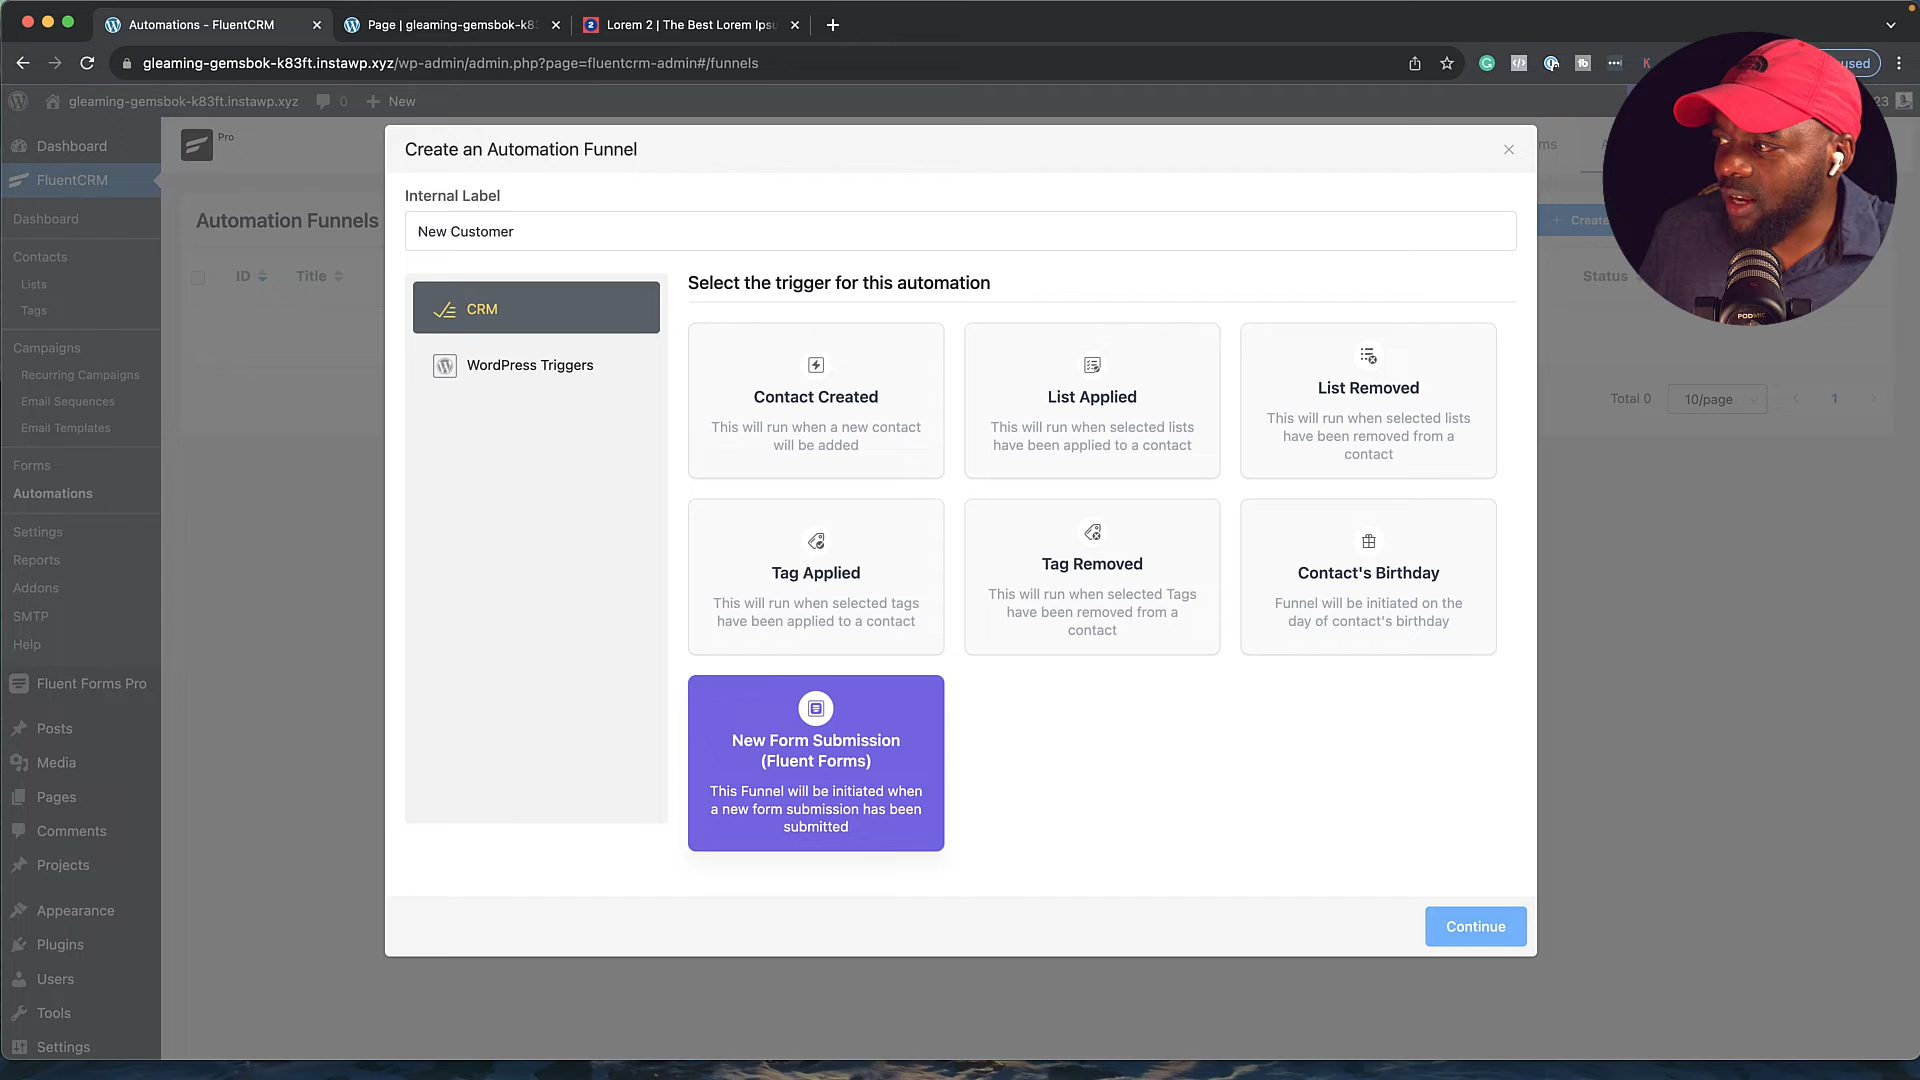 Automations - FluentCRM
Page | gleaming-gemsbok-k83
Lorem 2 | The Best Lorem Ipsu
gleaming-gemsbok-k83ft.instawp.xyz/wp-admin/admin.php?page=fluentcrm-admin#/funnels
used
gleaming-gemsbok-k83ft.instawp.xyz
0
New
23
Dashboard
FluentCRM
Dashboard
Contacts
Lists
Tags
Campaigns
Recurring Campaigns
Email Sequences
Email Templates
Forms
Automations
Settings
Reports
Addons
SMTP
Help
Fluent Forms Pro
Posts
Media
Pages
Comments
Projects
Appearance
Plugins
Users
Tools
Settings
Pro
Automation Funnels
ID
Title
Create an Automation Funnel
Internal Label
New Customer
CRM
WordPress Triggers
Select the trigger for this automation
Contact Created
This will run when a new contact
will be added
List Applied
This will run when selected lists
have been applied to a contact
List Removed
This will run when selected lists
have been removed from a
contact
Tag Applied
This will run when selected tags
have been applied to a contact
Tag Removed
This will run when selected Tags
have been removed from a
contact
Contact's Birthday
Funnel will be initiated on the
day of contact's birthday
New Form Submission
(Fluent Forms)
This Funnel will be initiated when
a new form submission has been
submitted
Continue
ms
Create
Status
Total 0
10/page
1
PODMIC